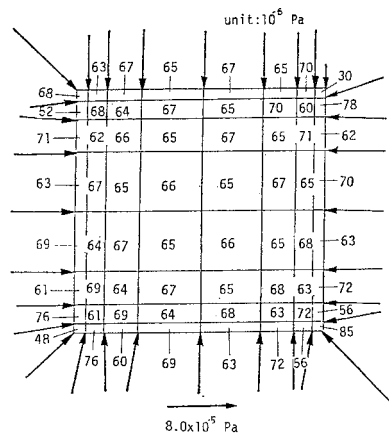 unit:10⁻⁶ Pa
63 67 65 67 65 70
30
68
52 68 64 67 65 70 60 78
71 62 66 65 67 65 71 62
63 67 65 66 65 67 65 70
69 64 67 65 66 65 68 63
61 69 64 67 65 68 63 72
76 61 69 64 68 63 72 56
48 85
76 60 69 63 72 56
8.0x10⁻⁵ Pa